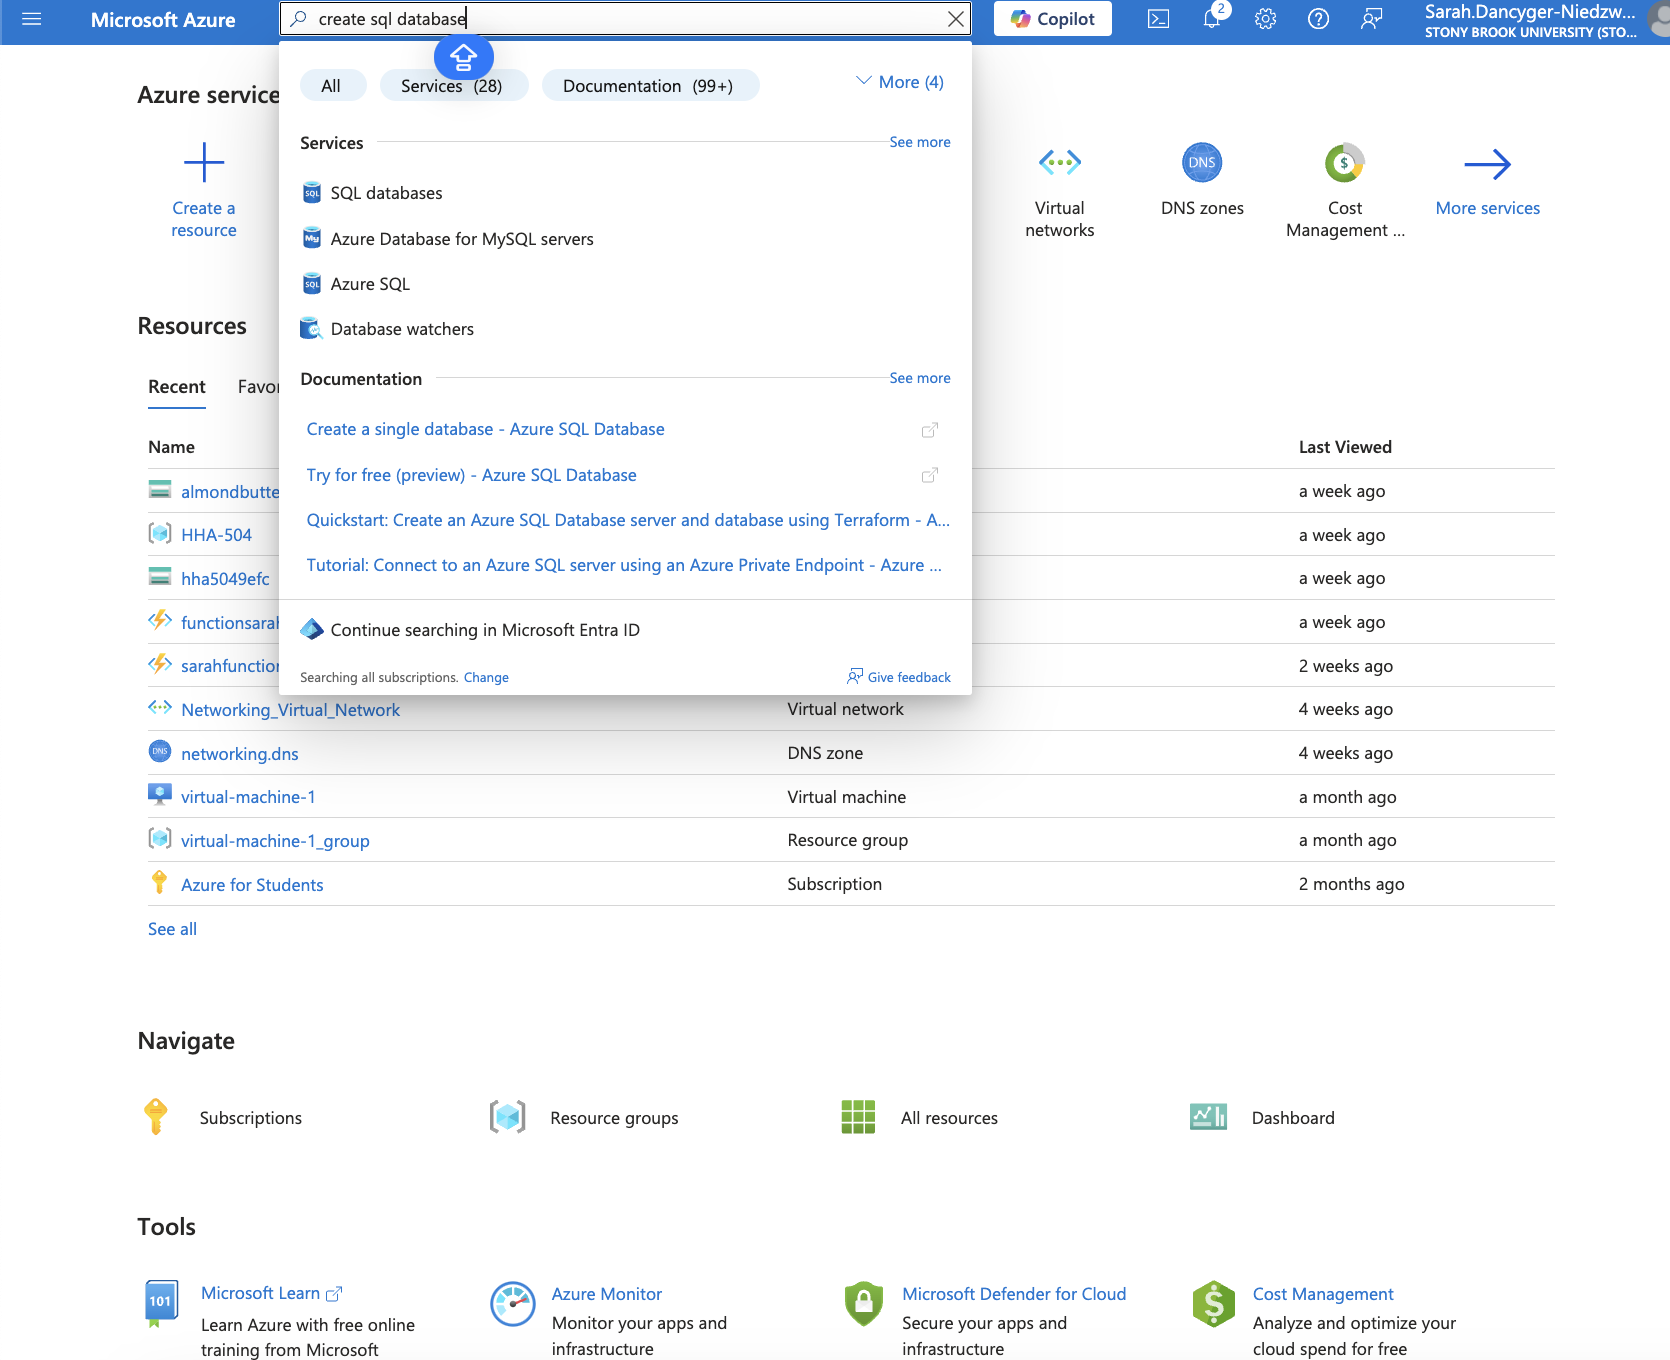 Microsoft Azure
create sql database
Copilot
2
Sarah.Dancyger-Niedzw...
STONY BROOK UNIVERSITY (STO...
All
Services (28)
Documentation (99+)
More (4)
Azure service
Services
See more
SQL databases
Azure Database for MySQL servers
Azure SQL
Database watchers
Documentation
See more
Create a single database - Azure SQL Database
Try for free (preview) - Azure SQL Database
Quickstart: Create an Azure SQL Database server and database using Terraform - A...
Tutorial: Connect to an Azure SQL server using an Azure Private Endpoint - Azure ...
Continue searching in Microsoft Entra ID
Searching all subscriptions. Change
Give feedback
Create a
resource
Virtual
networks
DNS
DNS zones
Cost
Management ...
More services
Resources
Recent
Favor
Name
Last Viewed
almondbutte
a week ago
HHA-504
a week ago
hha5049efc
a week ago
functionsarah
a week ago
sarahfunction
2 weeks ago
Networking_Virtual_Network
Virtual network
4 weeks ago
networking.dns
DNS zone
4 weeks ago
virtual-machine-1
Virtual machine
a month ago
virtual-machine-1_group
Resource group
a month ago
Azure for Students
Subscription
2 months ago
See all
Navigate
Subscriptions
Resource groups
All resources
Dashboard
Tools
101
Microsoft Learn
Learn Azure with free online
training from Microsoft
Azure Monitor
Monitor your apps and
infrastructure
Microsoft Defender for Cloud
Secure your apps and
infrastructure
Cost Management
Analyze and optimize your
cloud spend for free